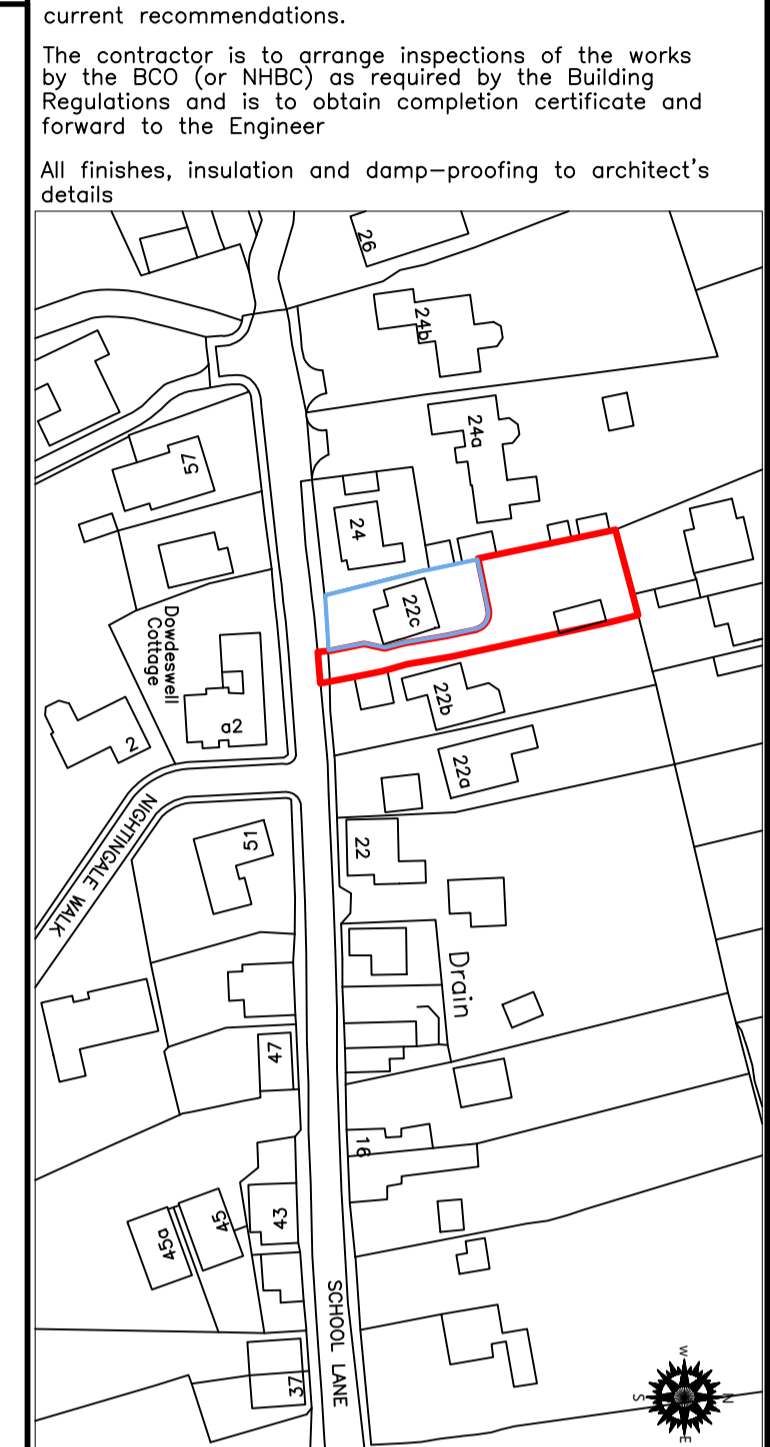 current recommendations.
The contractor is to arrange inspections of the works
by the BCO (or NHBC) as required by the Building
Regulations and is to obtain completion certificate and
forward to the Engineer
All finishes, insulation and damp-proofing to architect's
details
26
24b
24a
57
24
22c
Dowdeswell
Cottage
22b
a2
2
22a
NIGHTINGALE WALK
51
22
Drain
47
16
45
43
45a
SCHOOL LANE
37
W
N
S
E